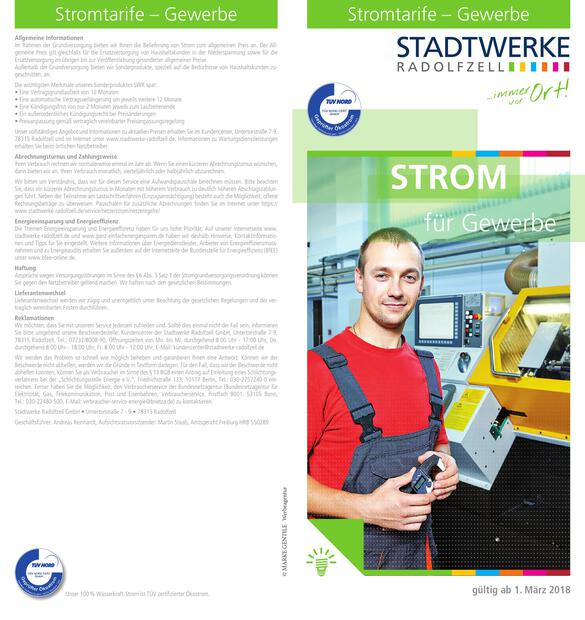 Stromtarife – Gewerbe
Allgemeine Informationen
Im Rahmen der Grundversorgung bieten wir Ihnen die Belieferung von Strom zum allgemeinen Preis an. Der All-
gemeine Preis gilt gleichfalls für die Ersatzversorgung von Haushaltskunden in der Niederspannung sowie für die
Ersatzversorgung im übrigen bis zur Veröffentlichung gesonderter allgemeiner Preise.
Außerhalb der Grundversorgung bieten wir Sonderprodukte, speziell auf die Bedürfnisse von Haushaltskunden zu-
geschnitten, an.
Die wichtigsten Merkmale unseres Sonderprodukten SWR spar:
• Eine Vertragsgrundlaufzeit von 12 Monaten
• Eine automatische Vertragsverlängerung um jeweils weitere 12 Monate
• Eine Kündigungsfrist von nur 2 Monaten jeweils zum Laufzeitende
• Ein außerordentliches Kündigungsrecht bei Preisänderungen
• Preisanpassung gemäß vertraglich vereinbarter Preisanpassungsregelung
Unser vollständiges Angebot und Informationen zu aktuellen Preisen erhalten Sie im Kundencenter, Untertorstraße 7-9,
78315 Radolfzell und im Internet unter www.stadtwerke-radolfzell.de. Informationen zu Wartungsdienstleistungen
erhalten Sie beim örtlichen Netzbetreiber.
Abrechnungsturnus und Zahlungsweise
Ihren Verbrauch rechnen wir normalerweise einmal im Jahr ab. Wenn Sie einen kürzeren Abrechnungsturnus wünschen,
dann bieten wir an, Ihren Verbrauch monatlich, vierteljährlich oder halbjährlich abzurechnen.
Wir bitten um Verständnis, dass wir für diesen Service eine Aufwandspauschale berechnen müssen. Bitte beachten
Sie, dass ein kürzeren Abrechnungsturnus in Monaten mit höherem Verbrauch zu deutlich höheren Abschlagszahlun-
gen führt. Neben der Teilnahme am Lastschriftverfahren (Einzugsermächtigung) besteht auch die Möglichkeit, offene
Rechnungsbeträge zu überweisen. Pauschalen für zusätzliche Abrechnungen finden Sie im Internet unter https://
www.stadtwerke-radolfzell.de/service/netze/strom/netzentgelte/
Energieeinsparung und Energieeffizienz
Die Themen Energieeinsparung und Energieeffizienz haben für uns hohe Priorität. Auf unserer Internetseite www.
stadtwerke-radolfzell.de und www.ganz-einfachenergiesparen.de haben wir deshalb Hinweise, Kontaktinformatio-
nen und Tipps für Sie eingestellt. Weitere Informationen über Energiedienstleister, Anbieter von Energieeffizienzmass-
nahmen und zu Energieaudits erhalten Sie außerdem auf der Internetseite der Bundesstelle für Energieeffizienz (BfEE)
unter www.bfee-online.de.
Haftung
Ansprüche wegen Versorgungsstörungen im Sinne des § 6 Abs. 3 Satz 1 der Stromgrundversorgungsverordnung können
Sie gegen den Netzbetreiber geltend machen. Wir haften nach den gesetzlichen Bestimmungen.
Lieferantenwechsel
Lieferantenwechsel werden wir zügig und unentgeltlich unter Beachtung der gesetzlichen Regelungen und der ver-
traglich vereinbarten Fristen durchführen.
Reklamationen
Wir möchten, dass Sie mit unserem Service jederzeit zufrieden sind. Sollte dies einmal nicht der Fall sein, informieren
Sie bitte umgehend unsere Beschwerdestelle: Kundencenter der Stadtwerke Radolfzell GmbH, Untertorstraße 7-9,
78315 Radolfzell, Tel.: 07732/8008-90, Öffnungszeiten von Mo. bis Mi. durchgehend 8:00 Uhr - 17:00 Uhr, Do.
durchgehend 8:00 Uhr - 18:00 Uhr, Fr. 8:00 Uhr - 12:00 Uhr, E-Mail: kundencenter@stadtwerke-radolfzell.de
Wir werden das Problem so schnell wie möglich beheben und garantieren Ihnen eine Antwort. Können wir der
Beschwerde nicht abhelfen, werden wir die Gründe in Textform darlegen. Für den Fall, dass wir der Beschwerde nicht
abhelfen konnten, können Sie als Verbraucher im Sinne des § 13 BGB einen Antrag auf Einleitung eines Schlichtungs-
verfahrens bei der „Schlichtungsstelle Energie e.V.", Friedrichstraße 133, 10117 Berlin, Tel.: 030-2757240-0 ein-
reichen. Ferner haben Sie die Möglichkeit, den Verbraucherservice der Bundesnetzagentur (Bundesnetzagentur für
Elektrizität, Gas, Telekommunikation, Post und Eisenbahnen, Verbraucherservice, Postfach 8001, 53105 Bonn,
Tel.: 030-22480-500, E-Mail: verbraucher-service-energie@bnetza.de) zu kontaktieren.
Stadtwerke Radolfzell GmbH • Untertorstraße 7 - 9 • 78315 Radolfzell
Geschäftsführer: Andreas Reinhardt, Aufsichtsratsvorsitzender: Martin Staab, Amtsgericht Freiburg HRB 550289
TÜV NORD
Geprüfter Ökostrom
Unser 100 % Wasserkraft-Strom ist TÜV zertifizierter Ökostrom.
© MARKE GENTILE Werbeagentur
Stromtarife – Gewerbe
STADTWERKE
RADOLFZELL
...immer
vor Ort!
TÜV NORD
Geprüfter Ökostrom
STROM
für Gewerbe
gültig ab 1. März 2018